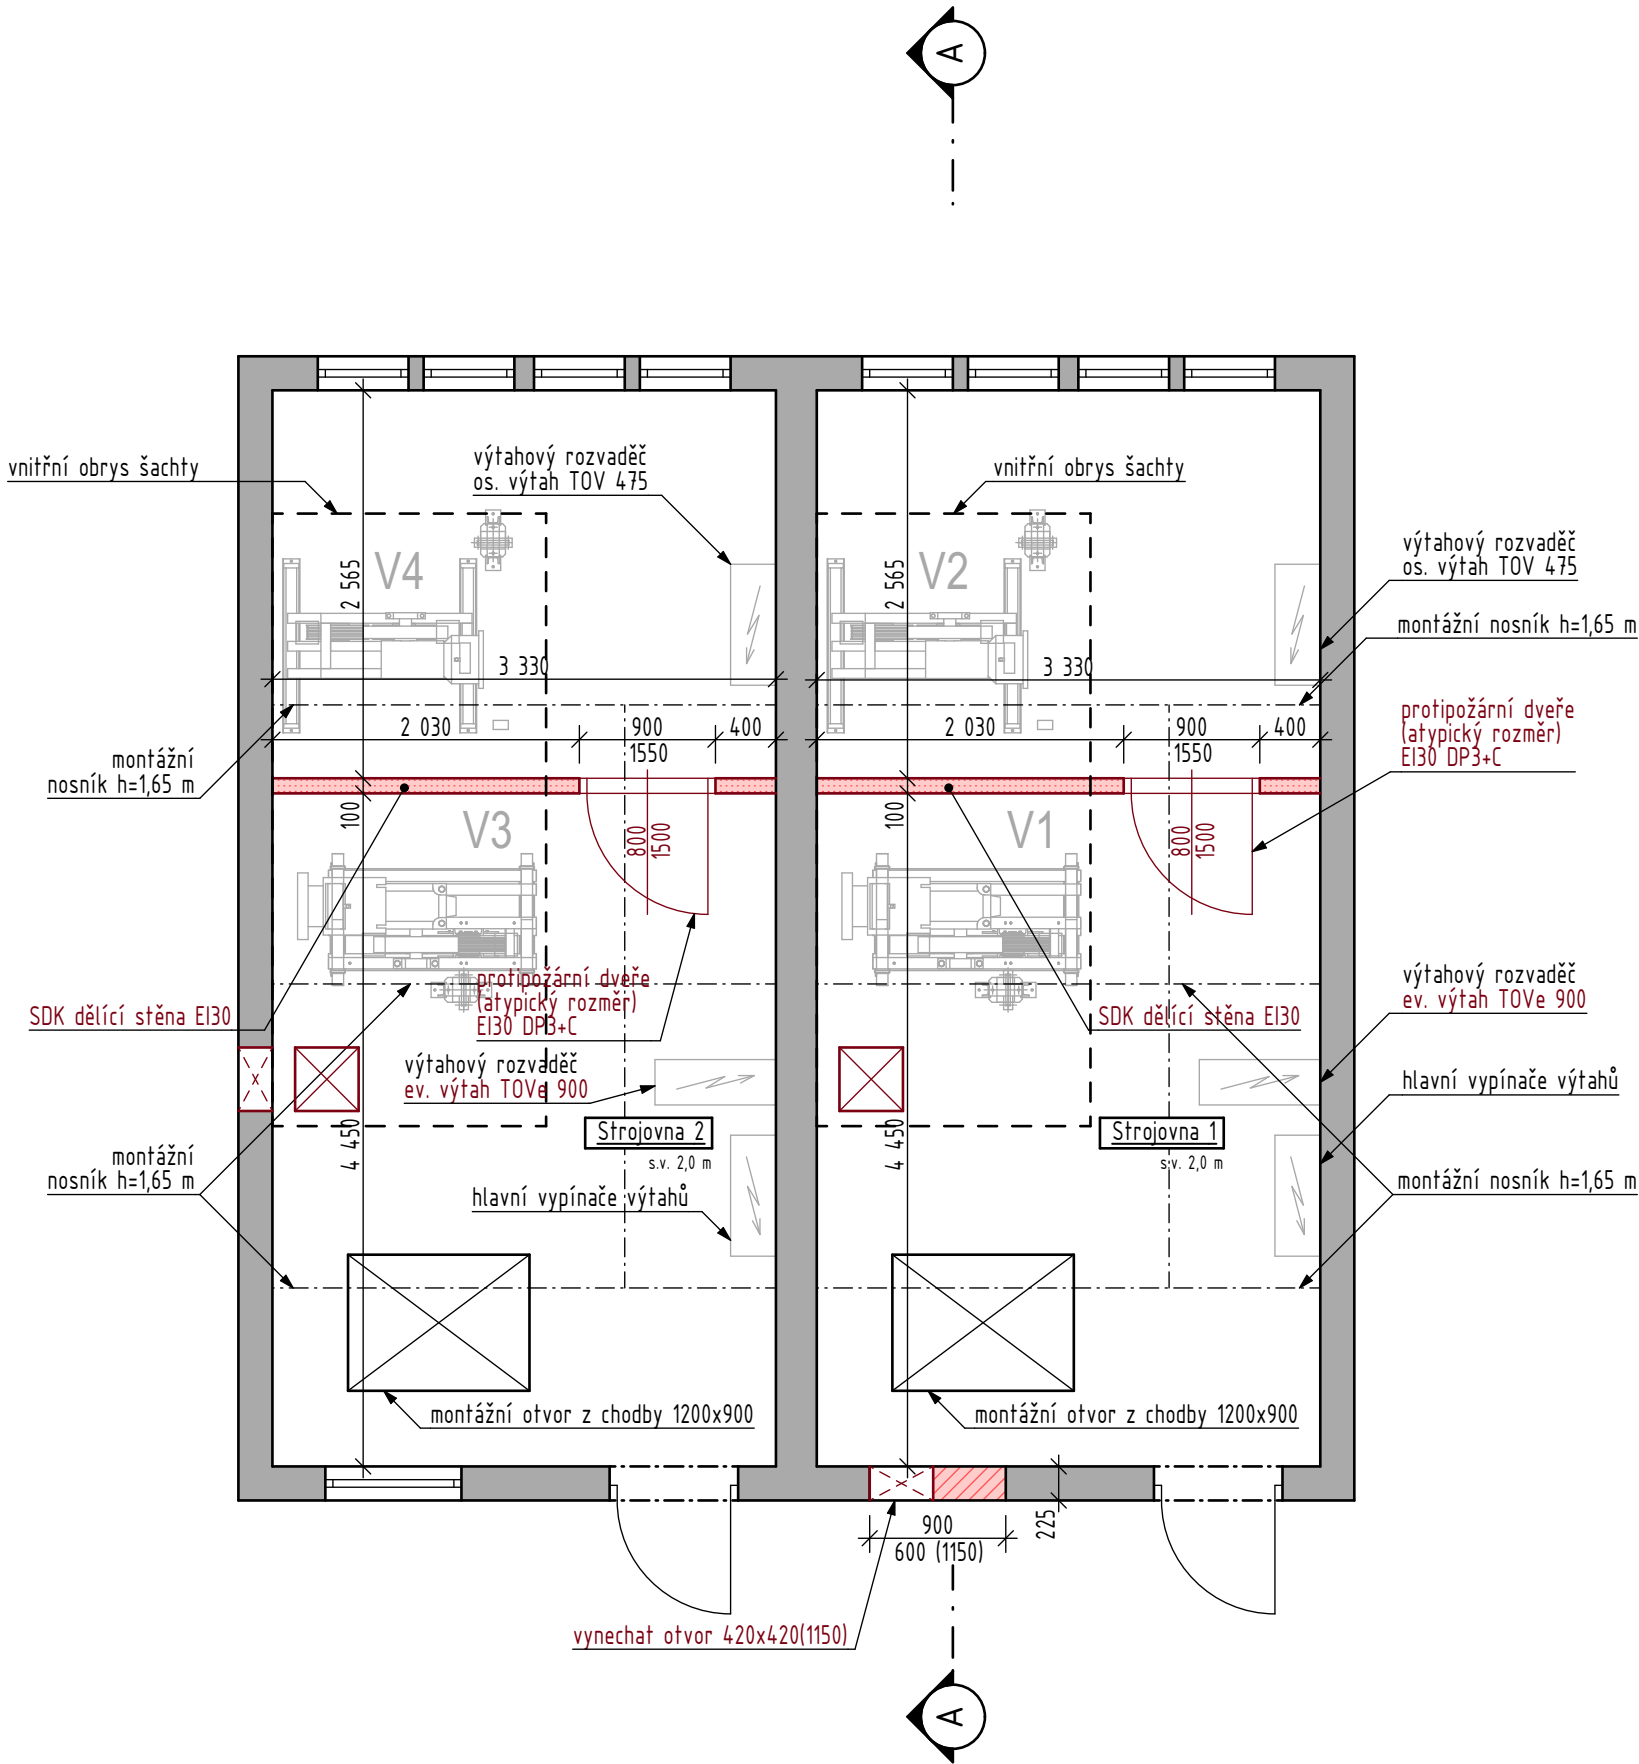 A
vnitřní obrys šachty
výtahový rozvaděč
os. výtah TOV 475
vnitřní obrys šachty
výtahový rozvaděč
os. výtah TOV 475
V4
V2
2 565
2 565
montážní nosník h=1,65 m
3 330
3 330
protipožární dveře
(atypický rozměr)
EI30 DP3+C
2 030
900
1550
400
2 030
900
1550
400
montážní
nosník h=1,65 m
100
V3
800
1500
100
V1
800
1500
protipožární dveře
(atypický rozměr)
EI30 DP3+C
SDK dělící stěna EI30
SDK dělící stěna EI30
výtahový rozvaděč
ev. výtah TOVe 900
výtahový rozvaděč
ev. výtah TOVe 900
hlavní vypínače výtahů
4 450
Strojovna 2
s.v. 2,0 m
4 450
Strojovna 1
s.v. 2,0 m
montážní
nosník h=1,65 m
montážní nosník h=1,65 m
hlavní vypínače výtahů
montážní otvor z chodby 1200x900
montážní otvor z chodby 1200x900
900
600 (1150)
225
vynechat otvor 420x420(1150)
A